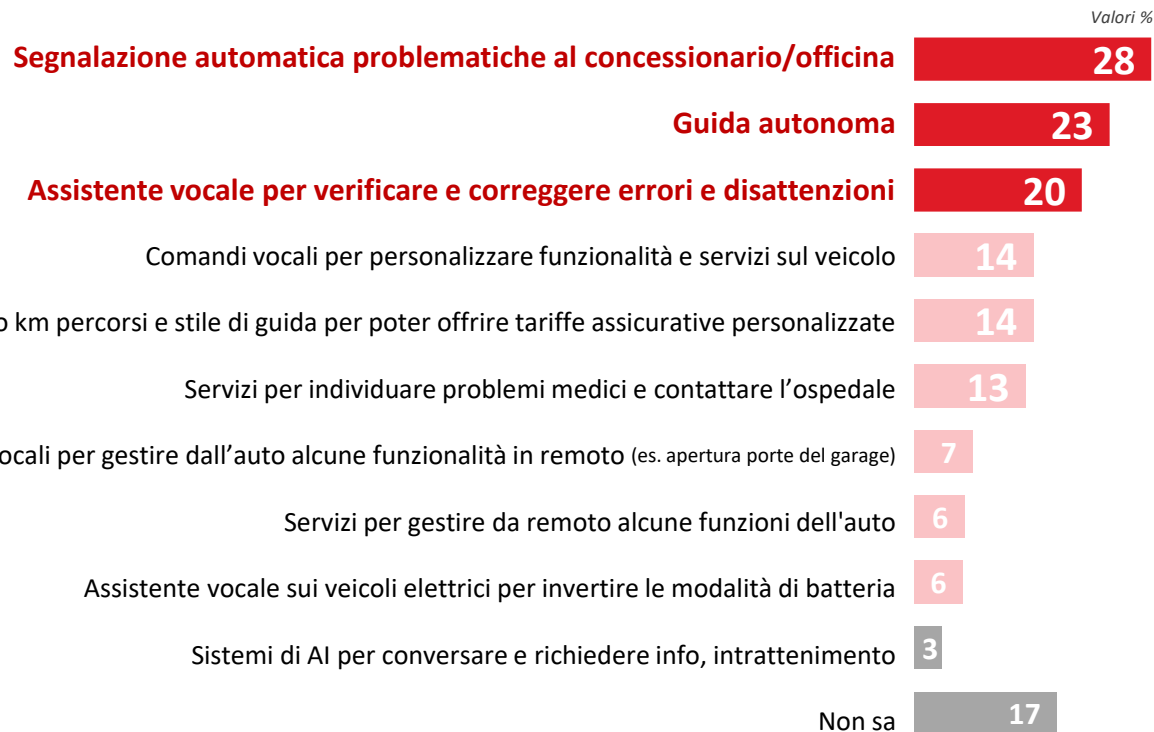 Valori %
Segnalazione automatica problematiche al concessionario/officina 28
Guida autonoma 23
Assistente vocale per verificare e correggere errori e disattenzioni 20
Comandi vocali per personalizzare funzionalità e servizi sul veicolo 14
km percorsi e stile di guida per poter offrire tariffe assicurative personalizzate 14
Servizi per individuare problemi medici e contattare l’ospedale 13
per gestire dall’auto alcune funzionalità in remoto (es. apertura porte del garage) 7
Servizi per gestire da remoto alcune funzioni dell'auto 6
Assistente vocale sui veicoli elettrici per invertire le modalità di batteria 6
Sistemi di AI per conversare e richiedere info, intrattenimento 3
Non sa 17